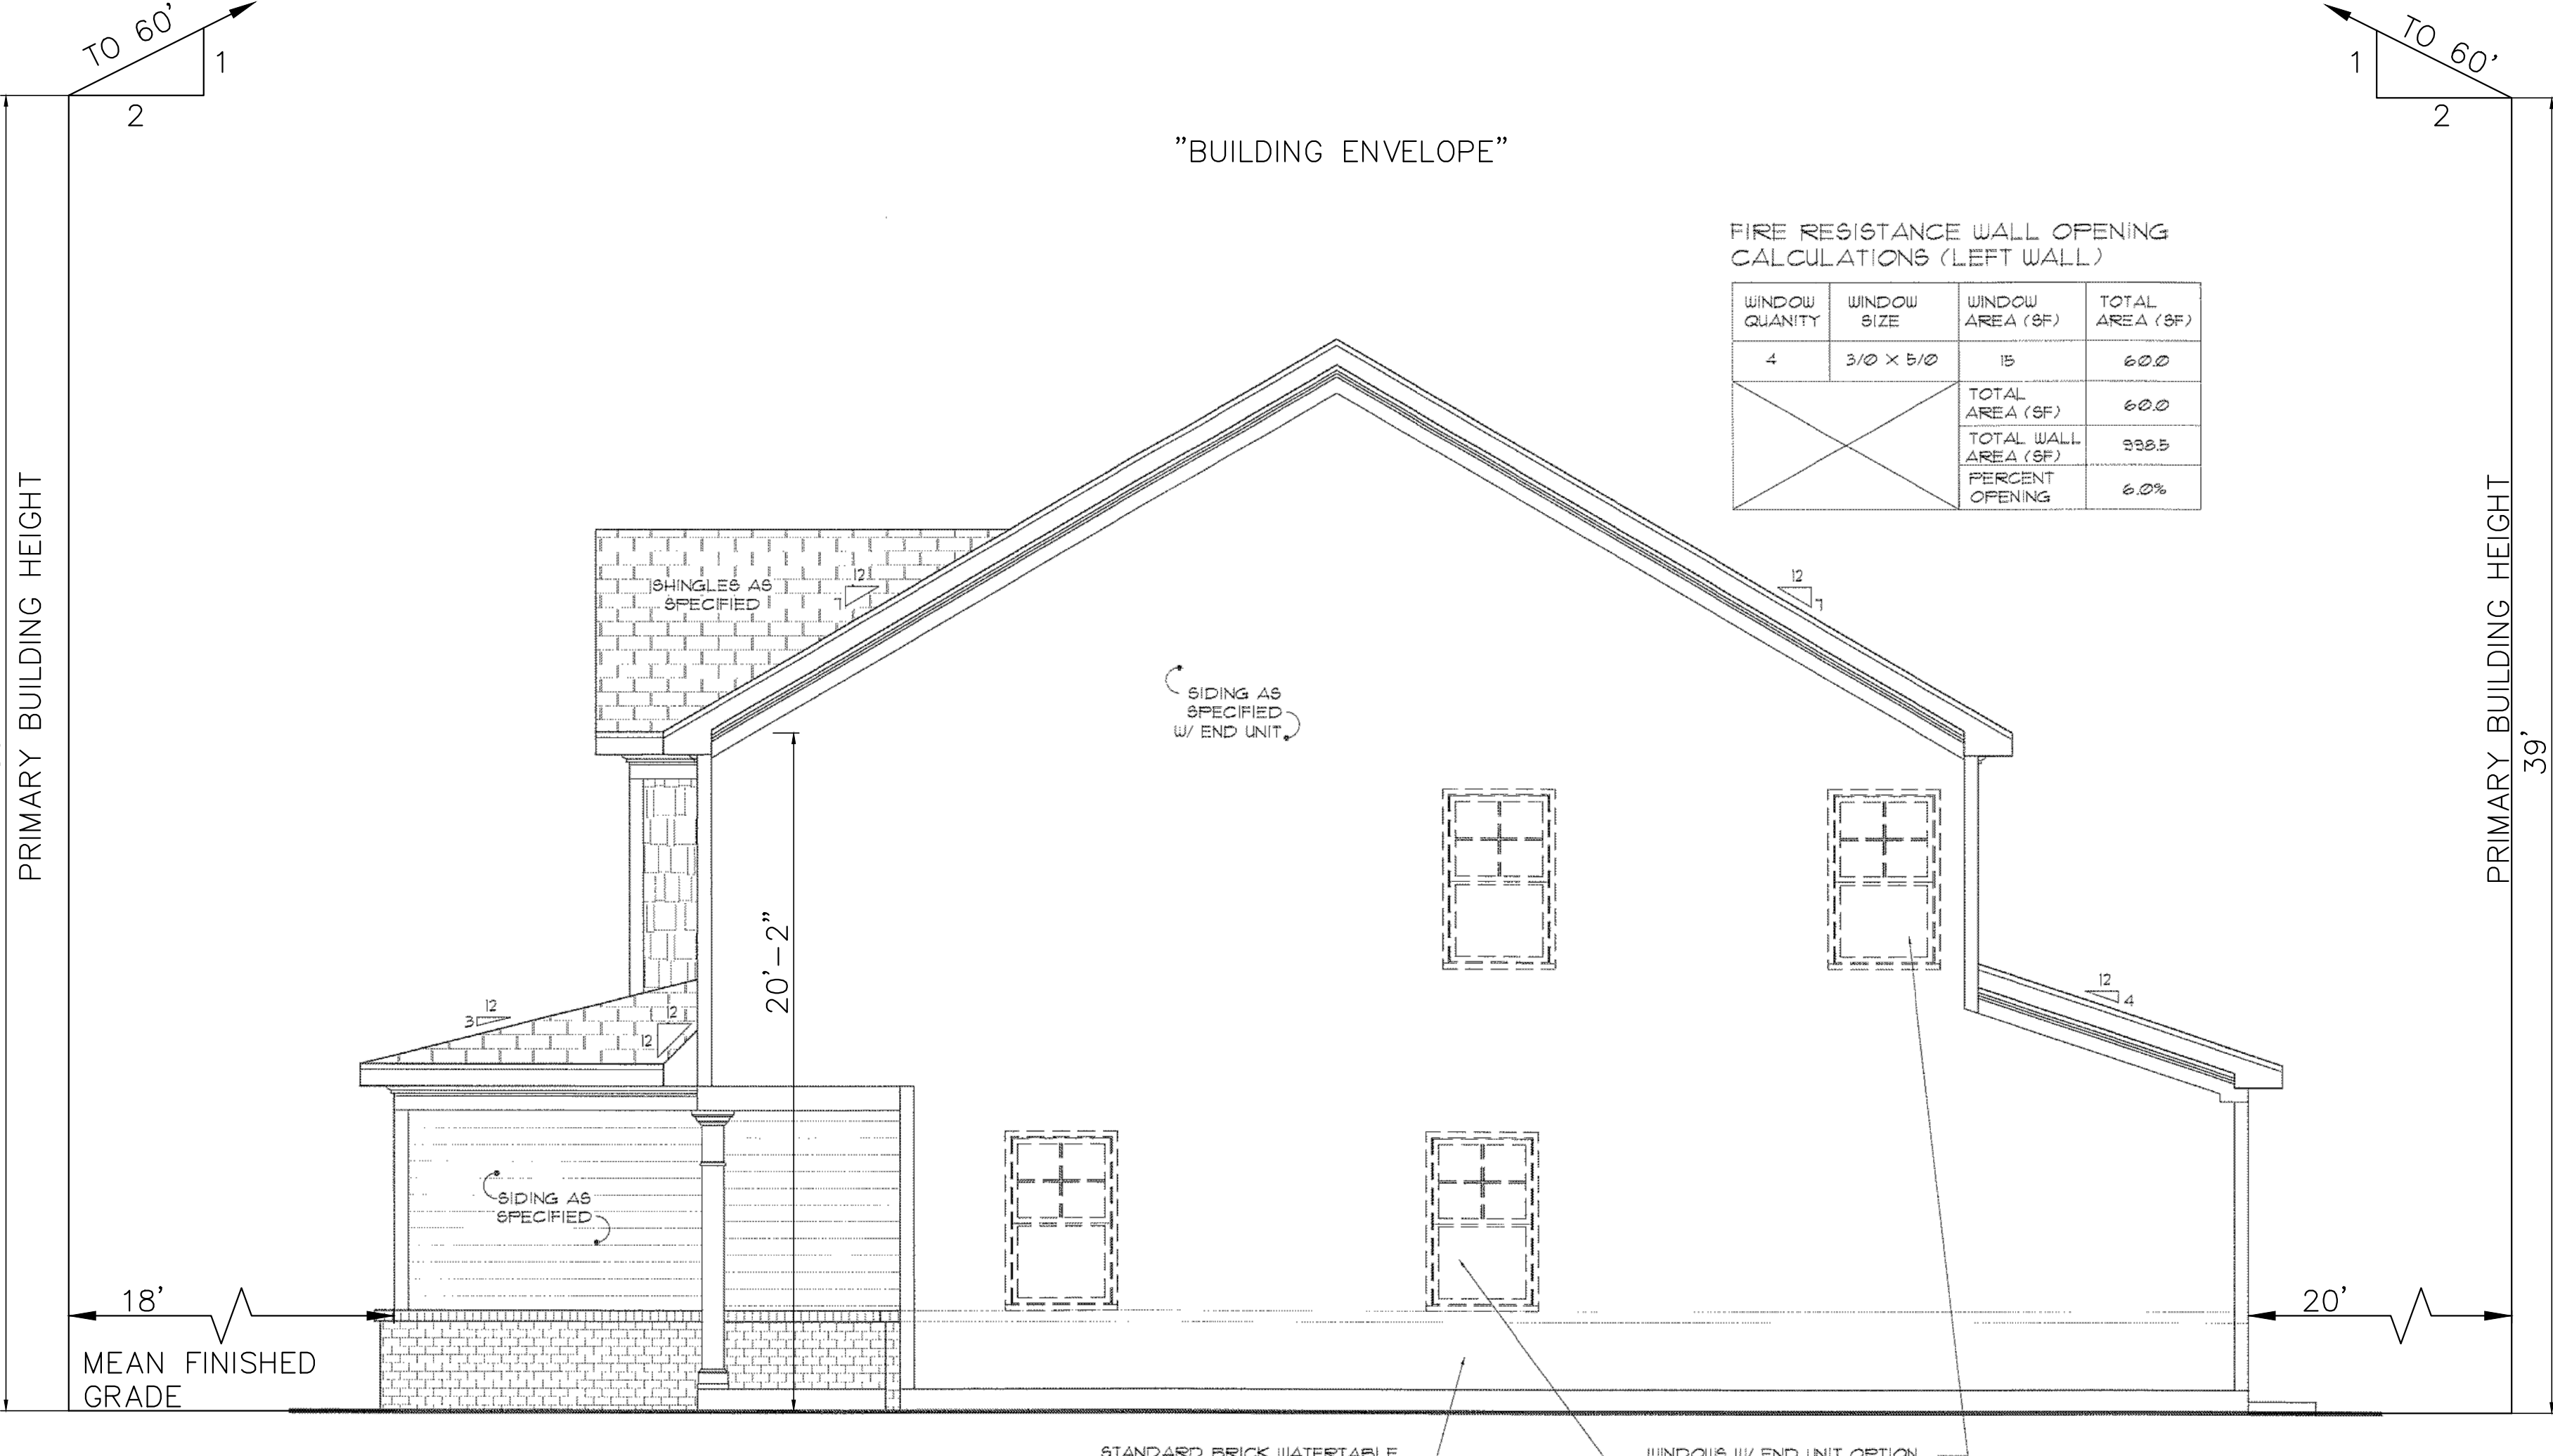 TO 60'
1
2
TO 60'
1
2
"BUILDING ENVELOPE"
FIRE RESISTANCE WALL OPENING
CALCULATIONS (LEFT WALL)
WINDOW QUANITY
WINDOW SIZE
WINDOW AREA (SF)
TOTAL AREA (SF)
4
3/0 X 5/0
15
60.0
TOTAL AREA (SF)
60.0
TOTAL WALL AREA (SF)
998.5
PERCENT OPENING
6.0%
PRIMARY BUILDING HEIGHT
PRIMARY BUILDING HEIGHT
39'
SHINGLES AS
SPECIFIED
12
7
12
7
SIDING AS
SPECIFIED
W/ END UNIT
20'-2"
12
3
12
12
12
4
SIDING AS
SPECIFIED
18'
20'
MEAN FINISHED
GRADE
STANDARD BRICK WATERTABLE
WINDOWS W/ END UNIT OPTION